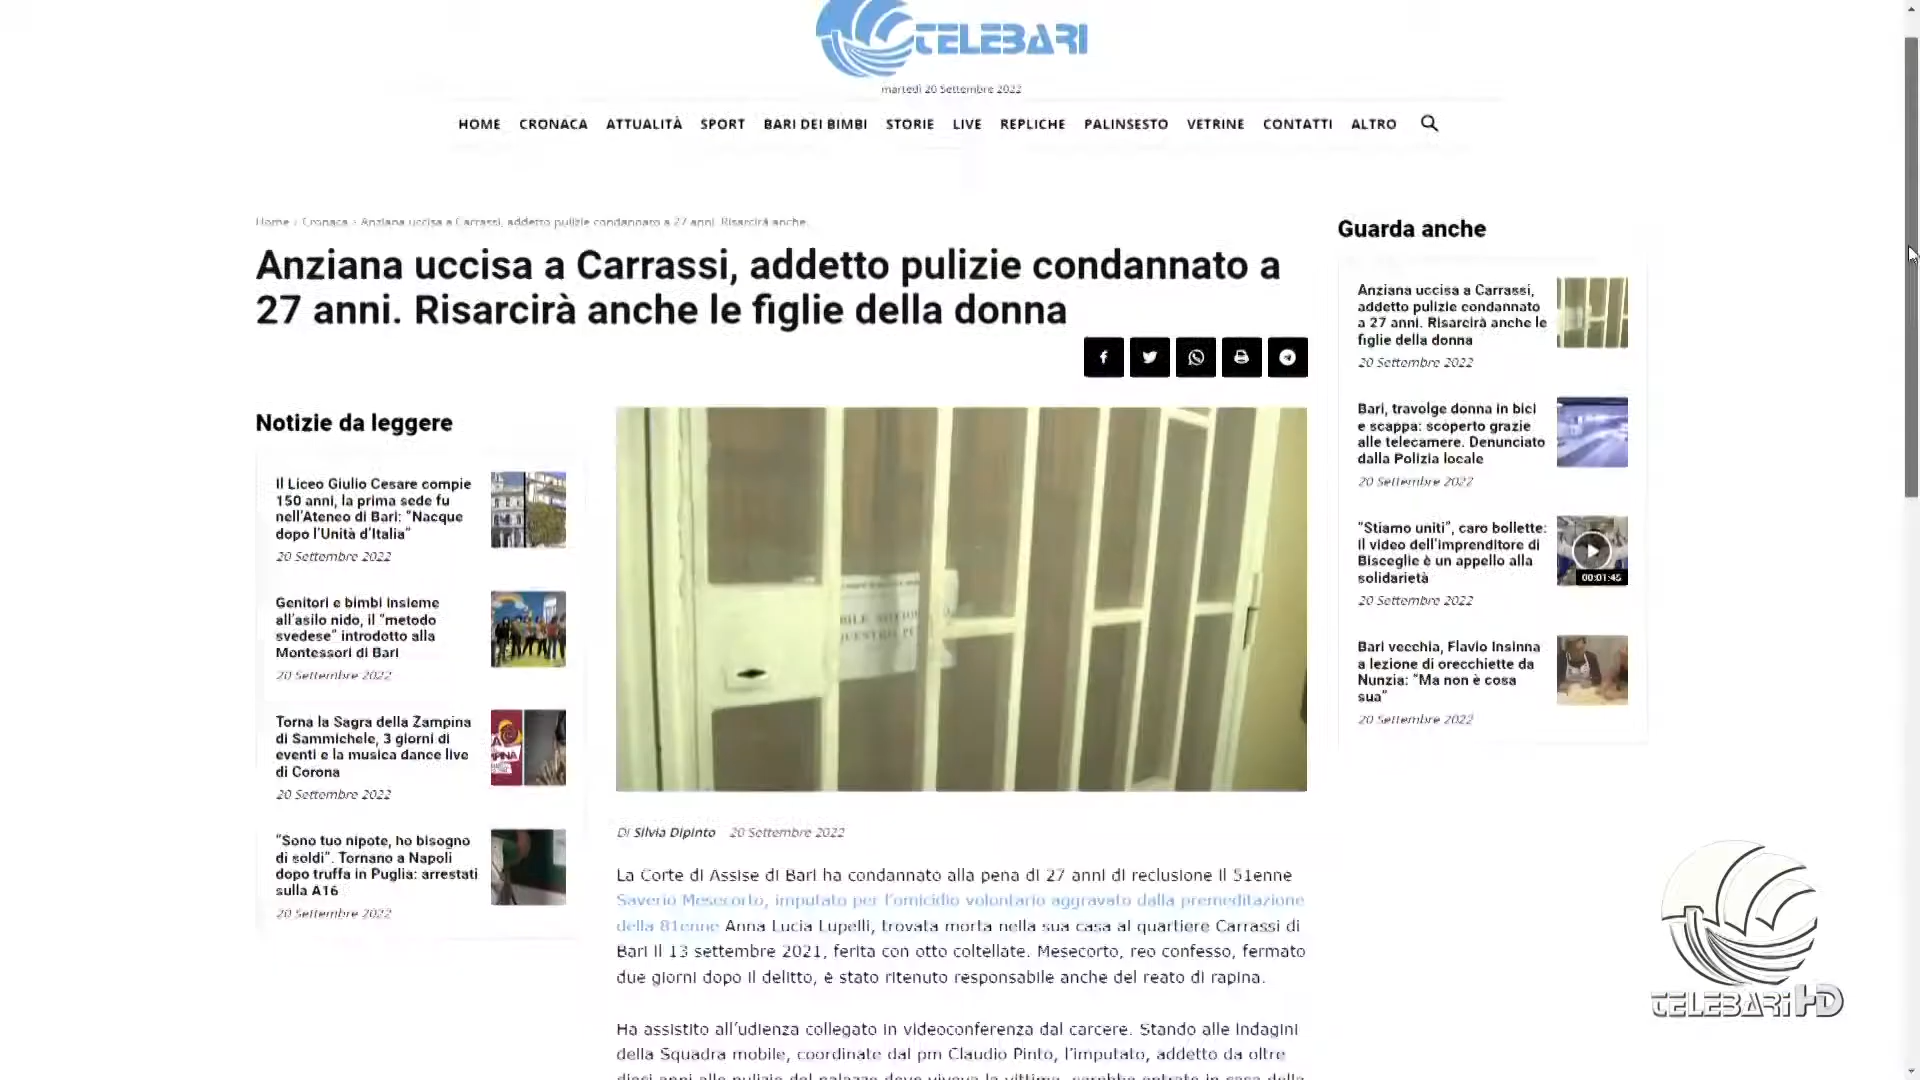 TELEBARI
martedì 20 Settembre 2022
HOME CRONACA ATTUALITÀ SPORT BARI DEI BIMBI STORIE LIVE REPLICHE PALINSESTO VETRINE CONTATTI ALTRO
Home › Cronaca › Anziana uccisa a Carrassi, addetto pulizie condannato a 27 anni. Risarcirà anche
Anziana uccisa a Carrassi, addetto pulizie condannato a
27 anni. Risarcirà anche le figlie della donna
Notizie da leggere
Il Liceo Giulio Cesare compie
150 anni, la prima sede fu
nell'Ateneo di Bari: "Nacque
dopo l'Unità d'Italia"
20 Settembre 2022
Genitori e bimbi insieme
all'asilo nido, il "metodo
svedese" introdotto alla
Montessori di Bari
20 Settembre 2022
Torna la Sagra della Zampina
di Sammichele, 3 giorni di
eventi e la musica dance live
di Corona
20 Settembre 2022
"Sono tuo nipote, ho bisogno
di soldi". Tornano a Napoli
dopo truffa in Puglia: arrestati
sulla A16
20 Settembre 2022
Di Silvia Dipinto 20 Settembre 2022
La Corte di Assise di Bari ha condannato alla pena di 27 anni di reclusione il 51enne
Saverio Mesecorto, imputato per l'omicidio volontario aggravato dalla premeditazione
della 81enne Anna Lucia Lupelli, trovata morta nella sua casa al quartiere Carrassi di
Bari il 13 settembre 2021, ferita con otto coltellate. Mesecorto, reo confesso, fermato
due giorni dopo il delitto, è stato ritenuto responsabile anche del reato di rapina.
Ha assistito all'udienza collegato in videoconferenza dal carcere. Stando alle indagini
della Squadra mobile, coordinate dal pm Claudio Pinto, l'imputato, addetto da oltre
dieci anni alle pulizie del palazzo dove viveva la vittima, sarebbe entrato in casa della
Guarda anche
Anziana uccisa a Carrassi,
addetto pulizie condannato
a 27 anni. Risarcirà anche le
figlie della donna
20 Settembre 2022
Bari, travolge donna in bici
e scappa: scoperto grazie
alle telecamere. Denunciato
dalla Polizia locale
20 Settembre 2022
"Stiamo uniti", caro bollette:
il video dell'imprenditore di
Bisceglie è un appello alla
solidarietà
00:01:45
20 Settembre 2022
Bari vecchia, Flavio Insinna
a lezione di orecchiette da
Nunzia: "Ma non è cosa
sua"
20 Settembre 2022
TELEBARI HD